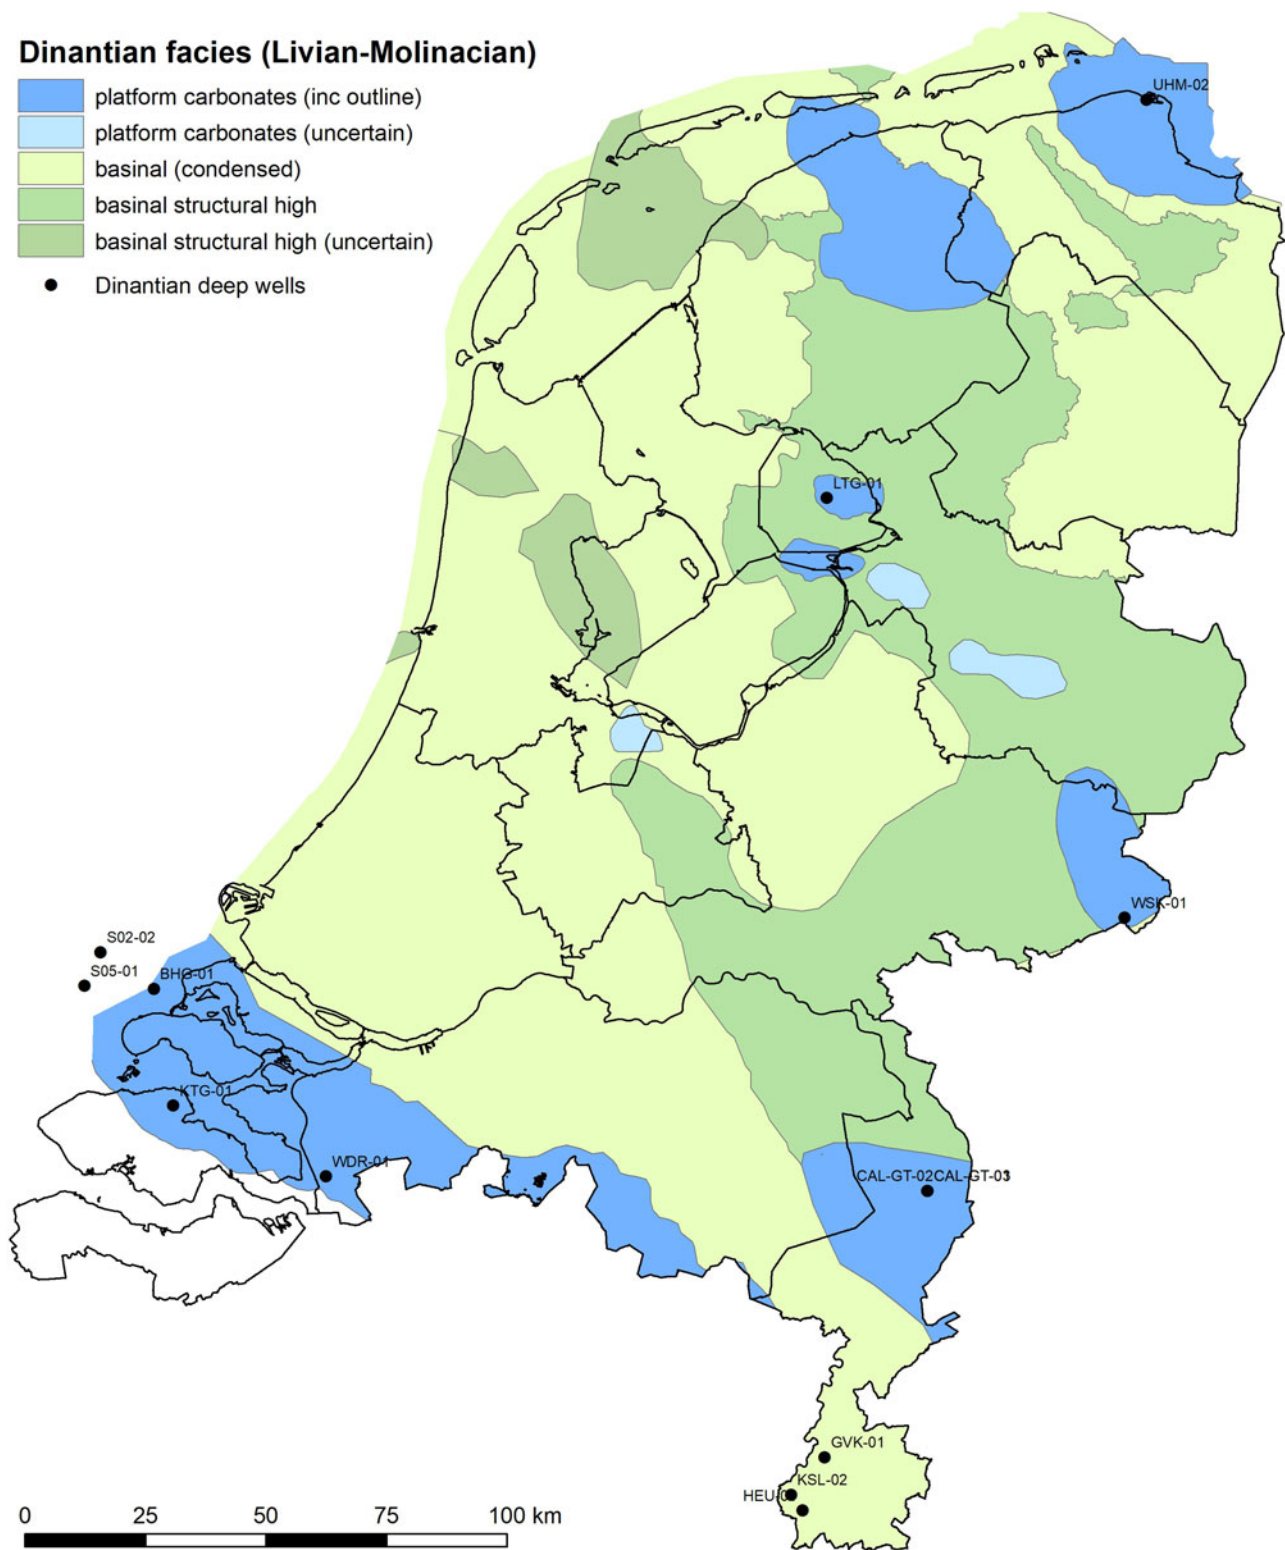 Dinantian facies (Livian-Molinacian)
platform carbonates (inc outline)
platform carbonates (uncertain)
basinal (condensed)
basinal structural high
basinal structural high (uncertain)
Dinantian deep wells
UHM-02
LTG-01
WSK-01
S02-02
S05-01
BHG-01
KTG-01
WDR-01
CAL-GT-02CAL-GT-03
GVK-01
KSL-02
HEU-0
0 25 50 75 100 km